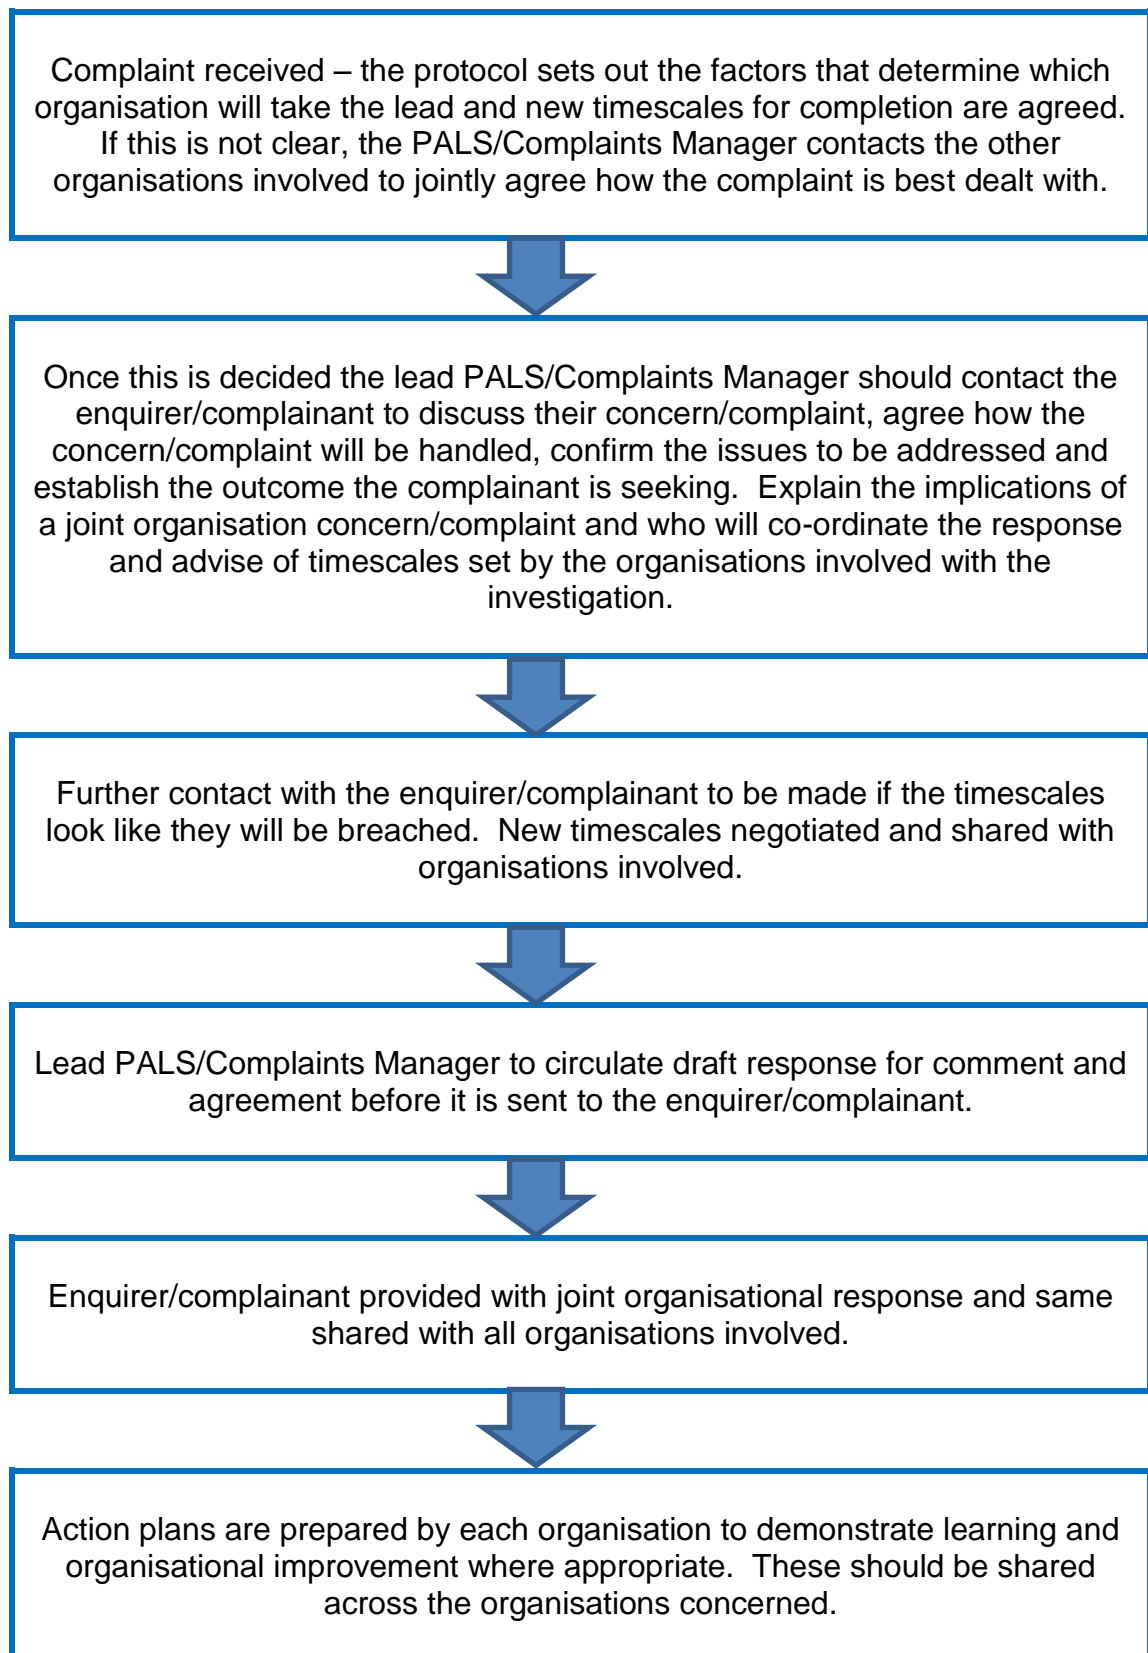 Complaint received – the protocol sets out the factors that determine which
organisation will take the lead and new timescales for completion are agreed.
If this is not clear, the PALS/Complaints Manager contacts the other
organisations involved to jointly agree how the complaint is best dealt with.
Once this is decided the lead PALS/Complaints Manager should contact the
enquirer/complainant to discuss their concern/complaint, agree how the
concern/complaint will be handled, confirm the issues to be addressed and
establish the outcome the complainant is seeking.  Explain the implications of
a joint organisation concern/complaint and who will co-ordinate the response
and advise of timescales set by the organisations involved with the
investigation.
Further contact with the enquirer/complainant to be made if the timescales
look like they will be breached.  New timescales negotiated and shared with
organisations involved.
Lead PALS/Complaints Manager to circulate draft response for comment and
agreement before it is sent to the enquirer/complainant.
Enquirer/complainant provided with joint organisational response and same
shared with all organisations involved.
Action plans are prepared by each organisation to demonstrate learning and
organisational improvement where appropriate.  These should be shared
across the organisations concerned.